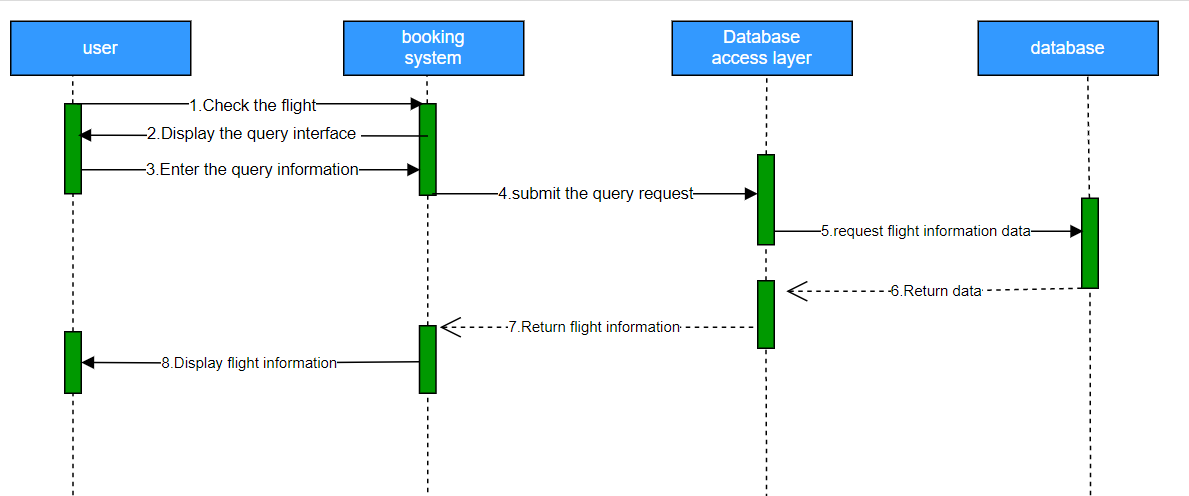 user
booking
system
Database
access layer
database
1.Check the flight
2.Display the query interface
3.Enter the query information
4.submit the query request
5.request flight information data
6.Return data
7.Return flight information
8.Display flight information